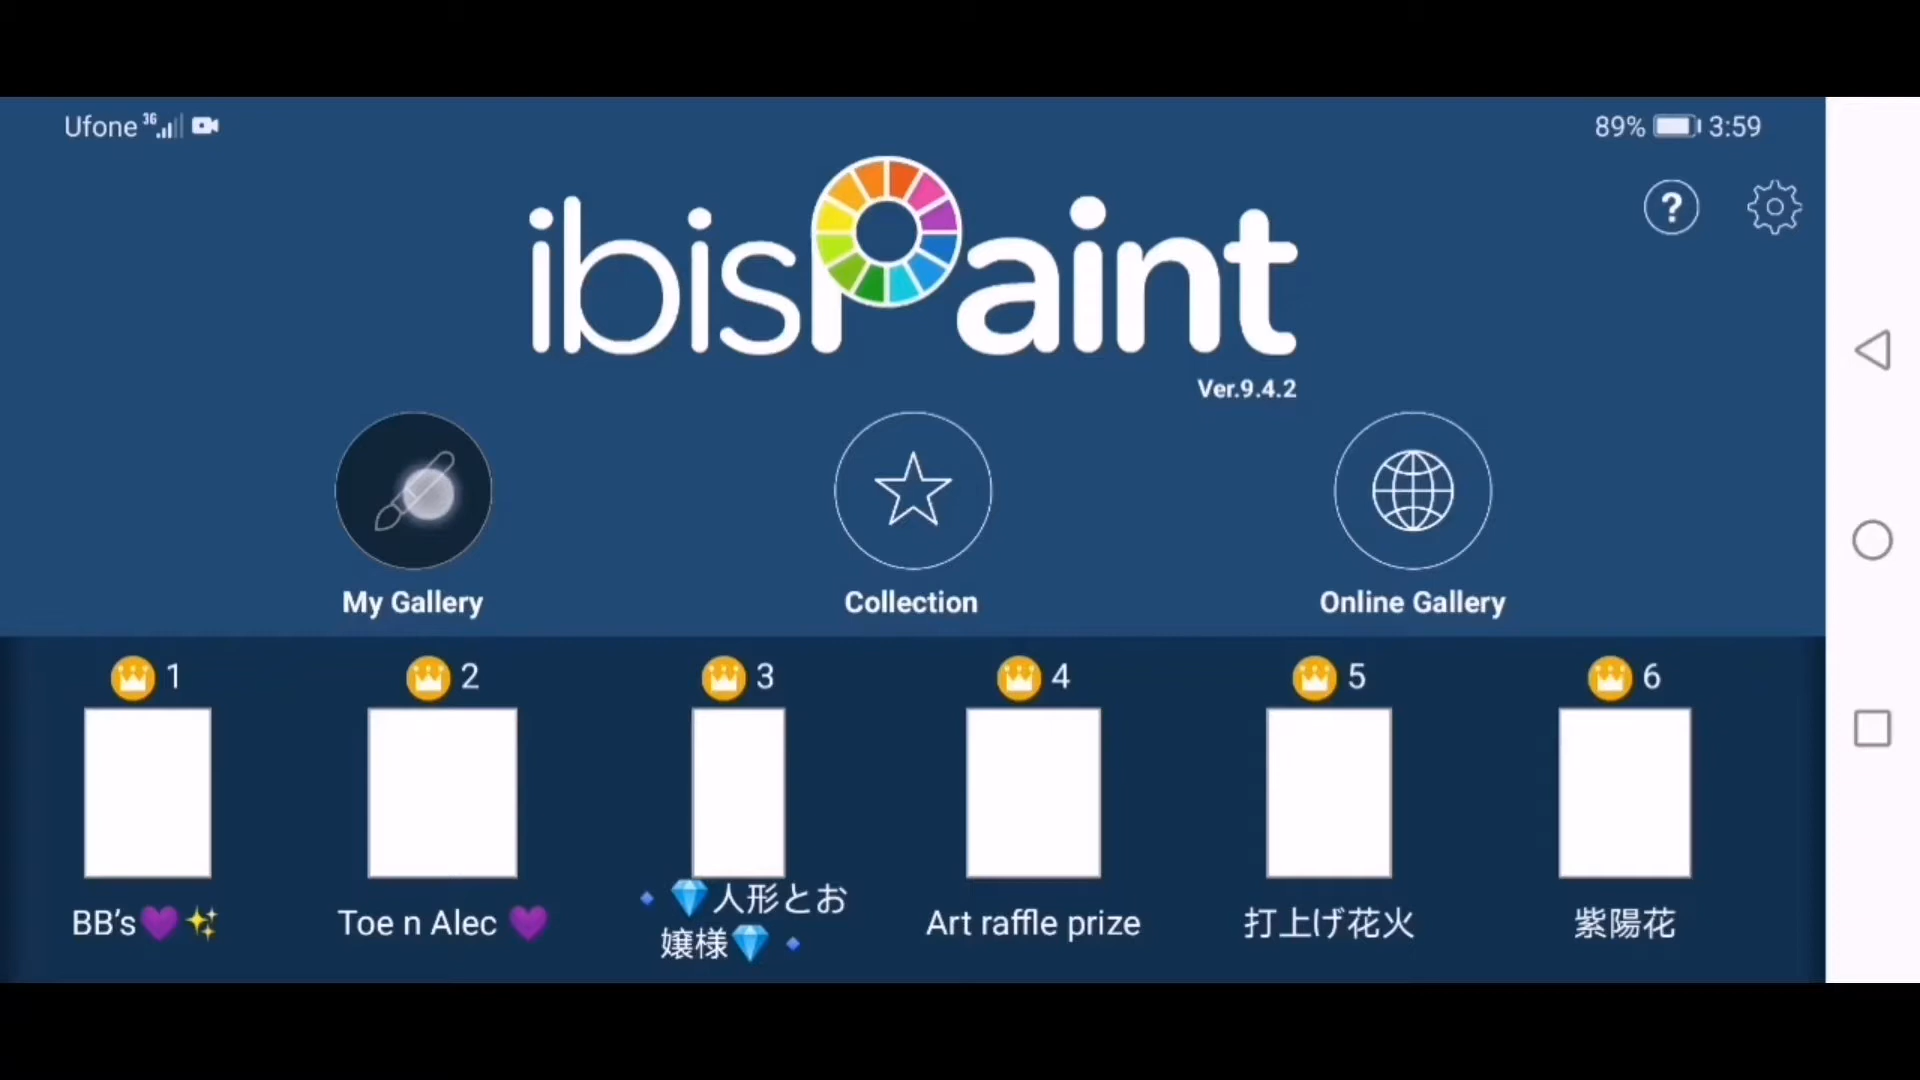 Ufone 3G 89% 3:59
ibisPaint
?
Ver.9.4.2
My Gallery Collection Online Gallery
1 2 3 4 5 6
BB's💜✨ Toe n Alec 💜 🔹💎人形とお Art raffle prize 打上げ花火 紫陽花
嬢様💎🔹